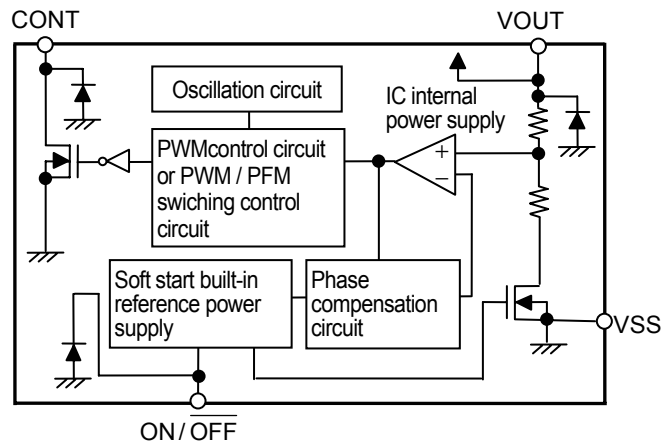 CONT
VOUT
Oscillation circuit
IC internal
power supply
PWMcontrol circuit
or PWM / PFM
swiching control
circuit
+
−
Soft start built-in
reference power
supply
Phase
compensation
circuit
VSS
ON / OFF